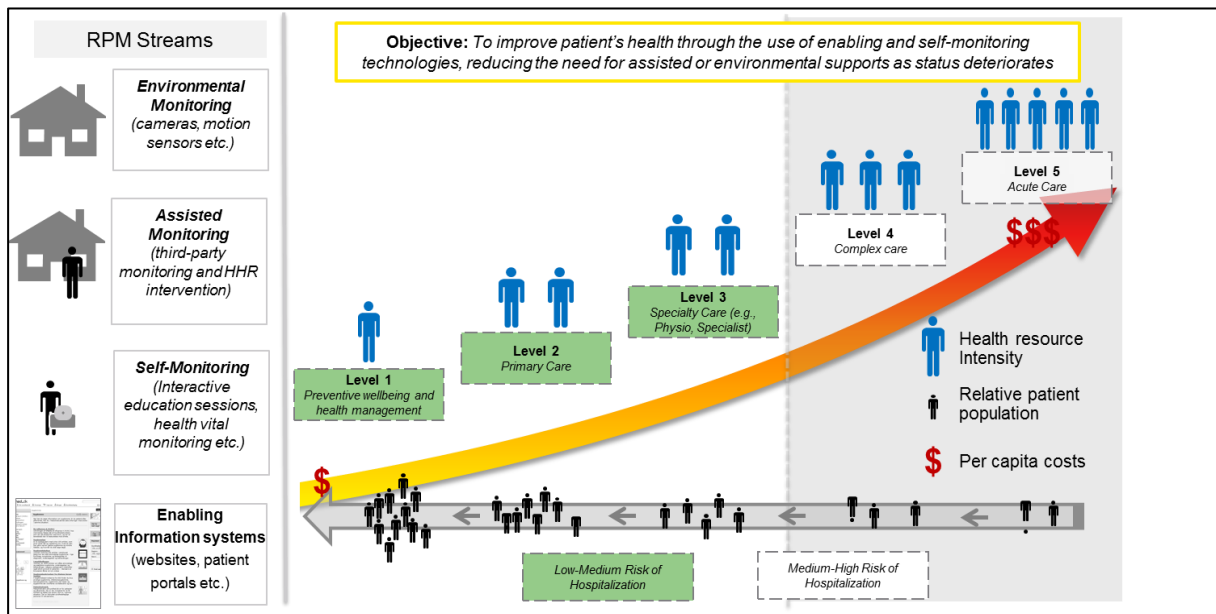 RPM Streams
Environmental
Monitoring
(cameras, motion
sensors etc.)
Assisted
Monitoring
(third-party
monitoring and HHR
intervention)
Self-Monitoring
(Interactive
education sessions,
health vital
monitoring etc.)
Enabling
Information systems
(websites, patient
portals etc.)
Objective: To improve patient's health through the use of enabling and self-monitoring
technologies, reducing the need for assisted or environmental supports as status deteriorates
Level 1
Preventive wellbeing and
health management
Level 2
Primary Care
Level 3
Specialty Care (e.g.,
Physio, Specialist)
Level 4
Complex care
Level 5
Acute Care
$
$$$
Health resource
Intensity
Relative patient
population
$ Per capita costs
Low-Medium Risk of
Hospitalization
Medium-High Risk of
Hospitalization